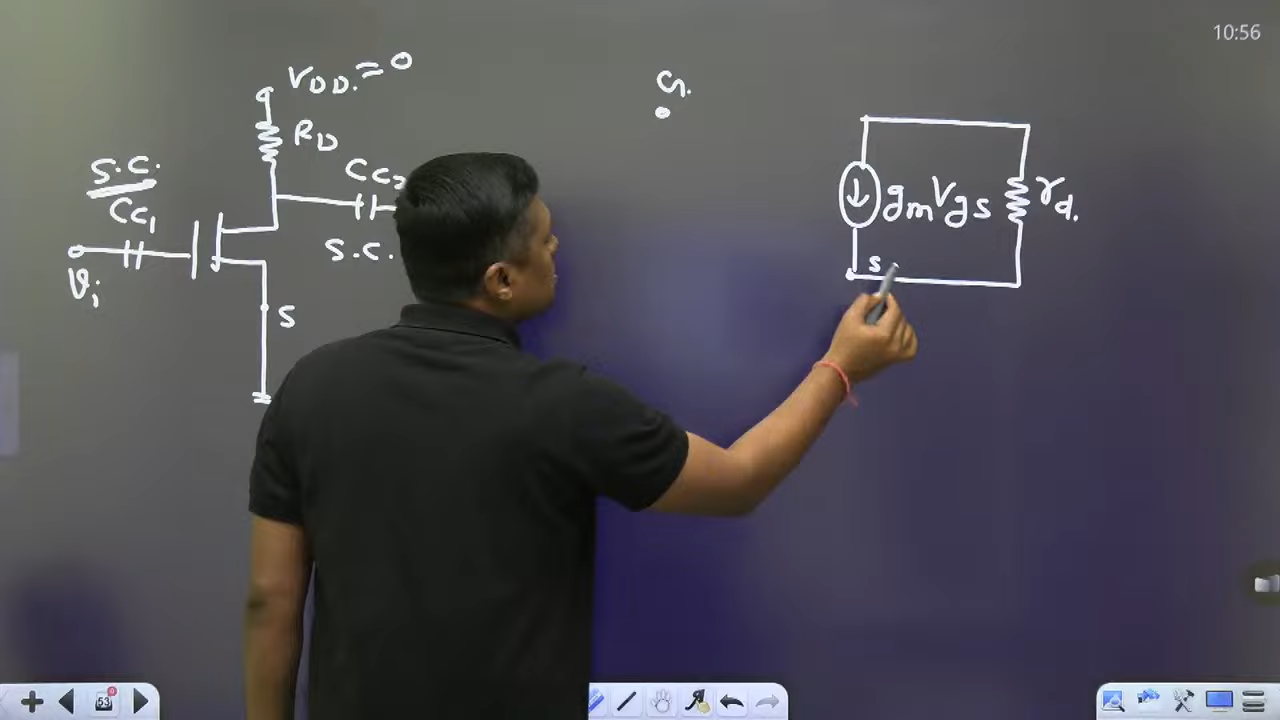 10:56
VDD. = 0
RD
S.C.
CC1
CC2
S.C.
Vi
S
G.
gmVgs
rd.
S
53